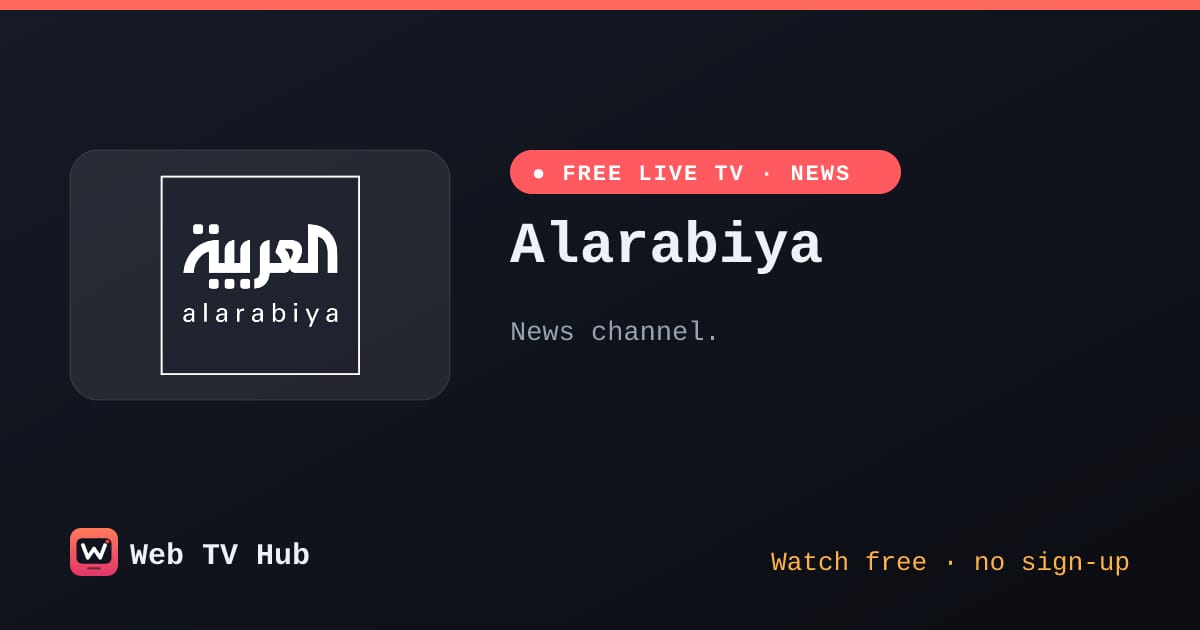 العربية
alarabiya
● FREE LIVE TV · NEWS
Alarabiya
News channel.
W
Web TV Hub
Watch free · no sign-up